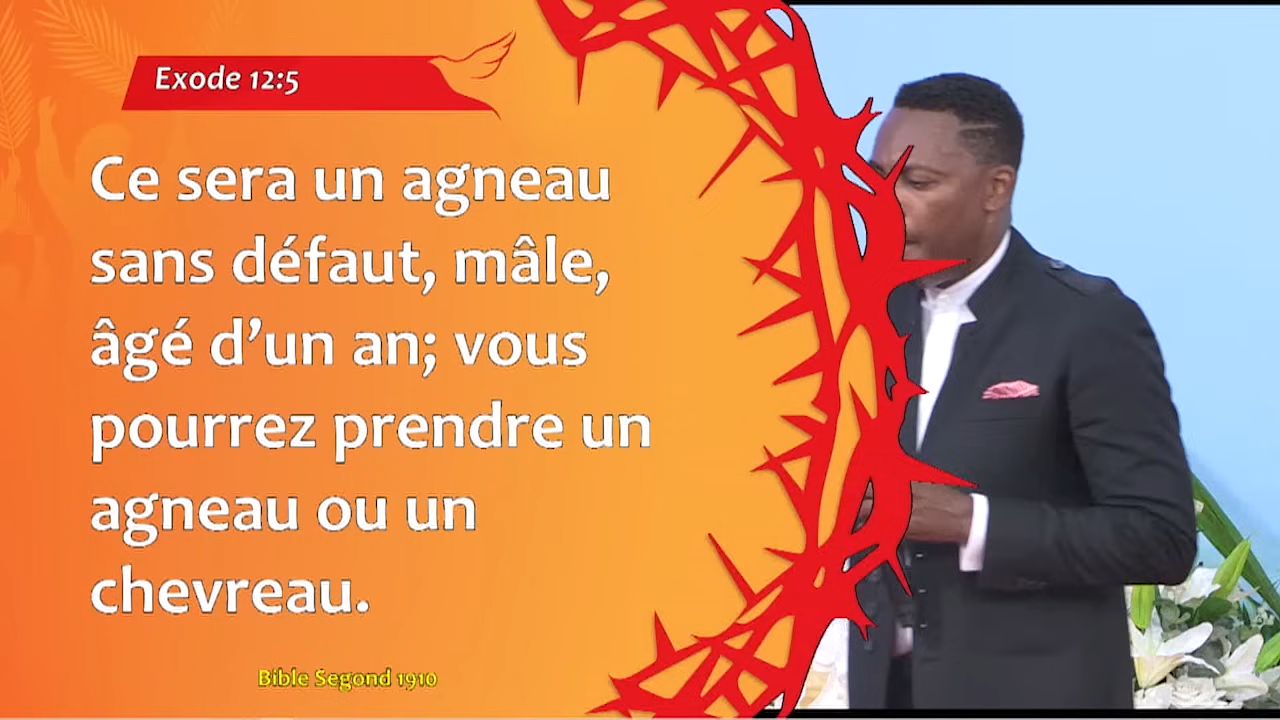 Exode 12:5
Ce sera un agneau
sans défaut, mâle,
âgé d’un an; vous
pourrez prendre un
agneau ou un
chevreau.
Bible Segond 1910